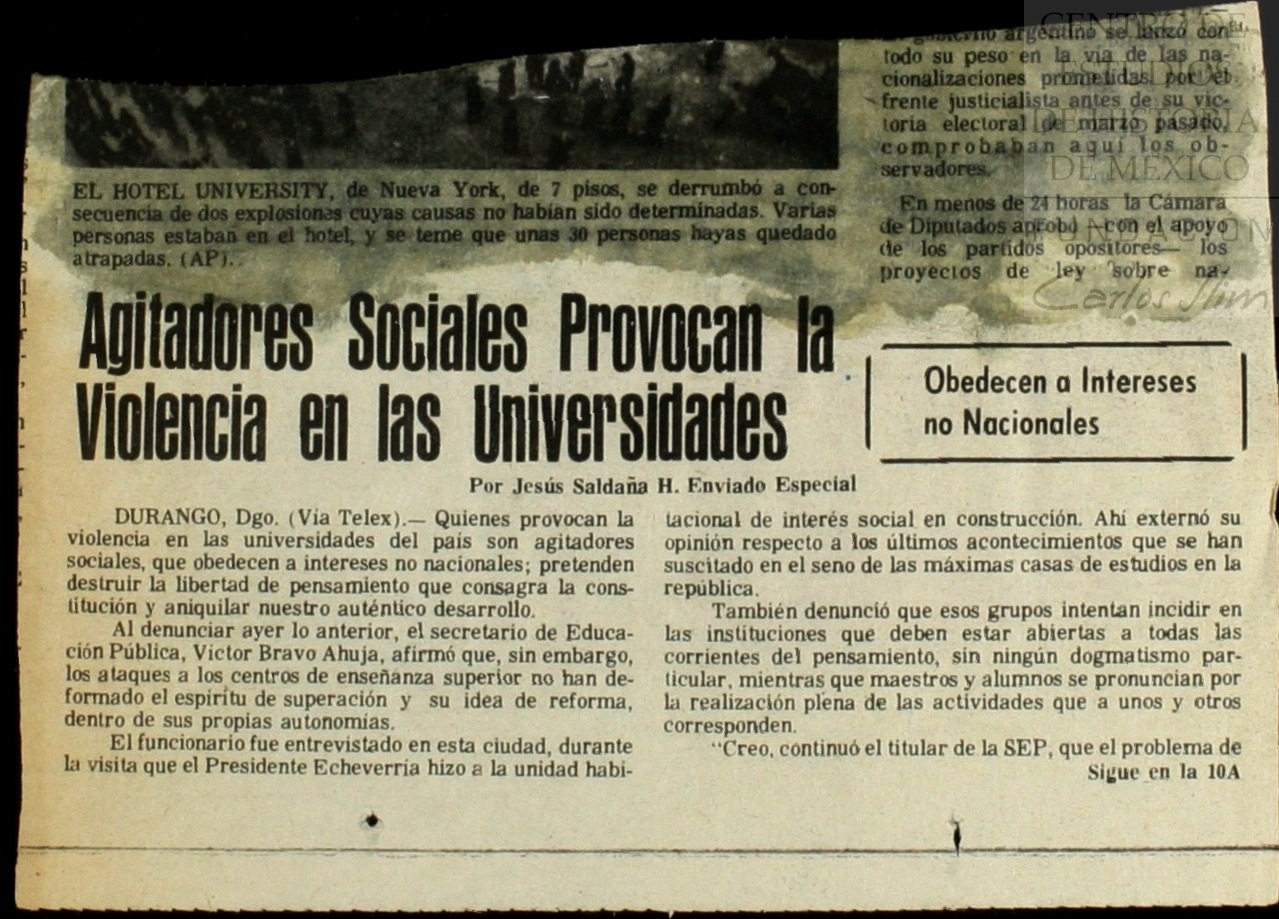 EL HOTEL UNIVERSITY, de Nueva York, de 7 pisos, se derrumbó a con-
secuencia de dos explosiones cuyas causas no habían sido determinadas. Varias
personas estaban en el hotel, y se teme que unas 30 personas hayas quedado
atrapadas. (AP).
gobierno argentino se lanzó con
todo su peso en la vía de las na-
cionalizaciones prometidas por el
frente justicialista antes de su vic-
toria electoral de marzo pasado,
comprobaban aquí los ob-
servadores.
En menos de 24 horas la Cámara
de Diputados aprobó —con el apoyo
de los partidos opositores— los
proyectos de ley sobre na-
Agitadores Sociales Provocan la
Violencia en las Universidades
Obedecen a Intereses
no Nacionales
Por Jesús Saldaña H. Enviado Especial
DURANGO, Dgo. (Vía Telex).— Quienes provocan la
violencia en las universidades del país son agitadores
sociales, que obedecen a intereses no nacionales; pretenden
destruir la libertad de pensamiento que consagra la cons-
titución y aniquilar nuestro auténtico desarrollo.
Al denunciar ayer lo anterior, el secretario de Educa-
ción Pública, Víctor Bravo Ahuja, afirmó que, sin embargo,
los ataques a los centros de enseñanza superior no han de-
formado el espíritu de superación y su idea de reforma,
dentro de sus propias autonomías.
El funcionario fue entrevistado en esta ciudad, durante
la visita que el Presidente Echeverría hizo a la unidad habi-
tacional de interés social en construcción. Ahí externó su
opinión respecto a los últimos acontecimientos que se han
suscitado en el seno de las máximas casas de estudios en la
república.
También denunció que esos grupos intentan incidir en
las instituciones que deben estar abiertas a todas las
corrientes del pensamiento, sin ningún dogmatismo par-
ticular, mientras que maestros y alumnos se pronuncian por
la realización plena de las actividades que a unos y otros
corresponden.
"Creo, continuó el titular de la SEP, que el problema de
Sigue en la 10A
CENTRO DE
ESTUDIOS
DE HISTORIA
DE MÉXICO
FUNDACIÓN
Carlos Slim